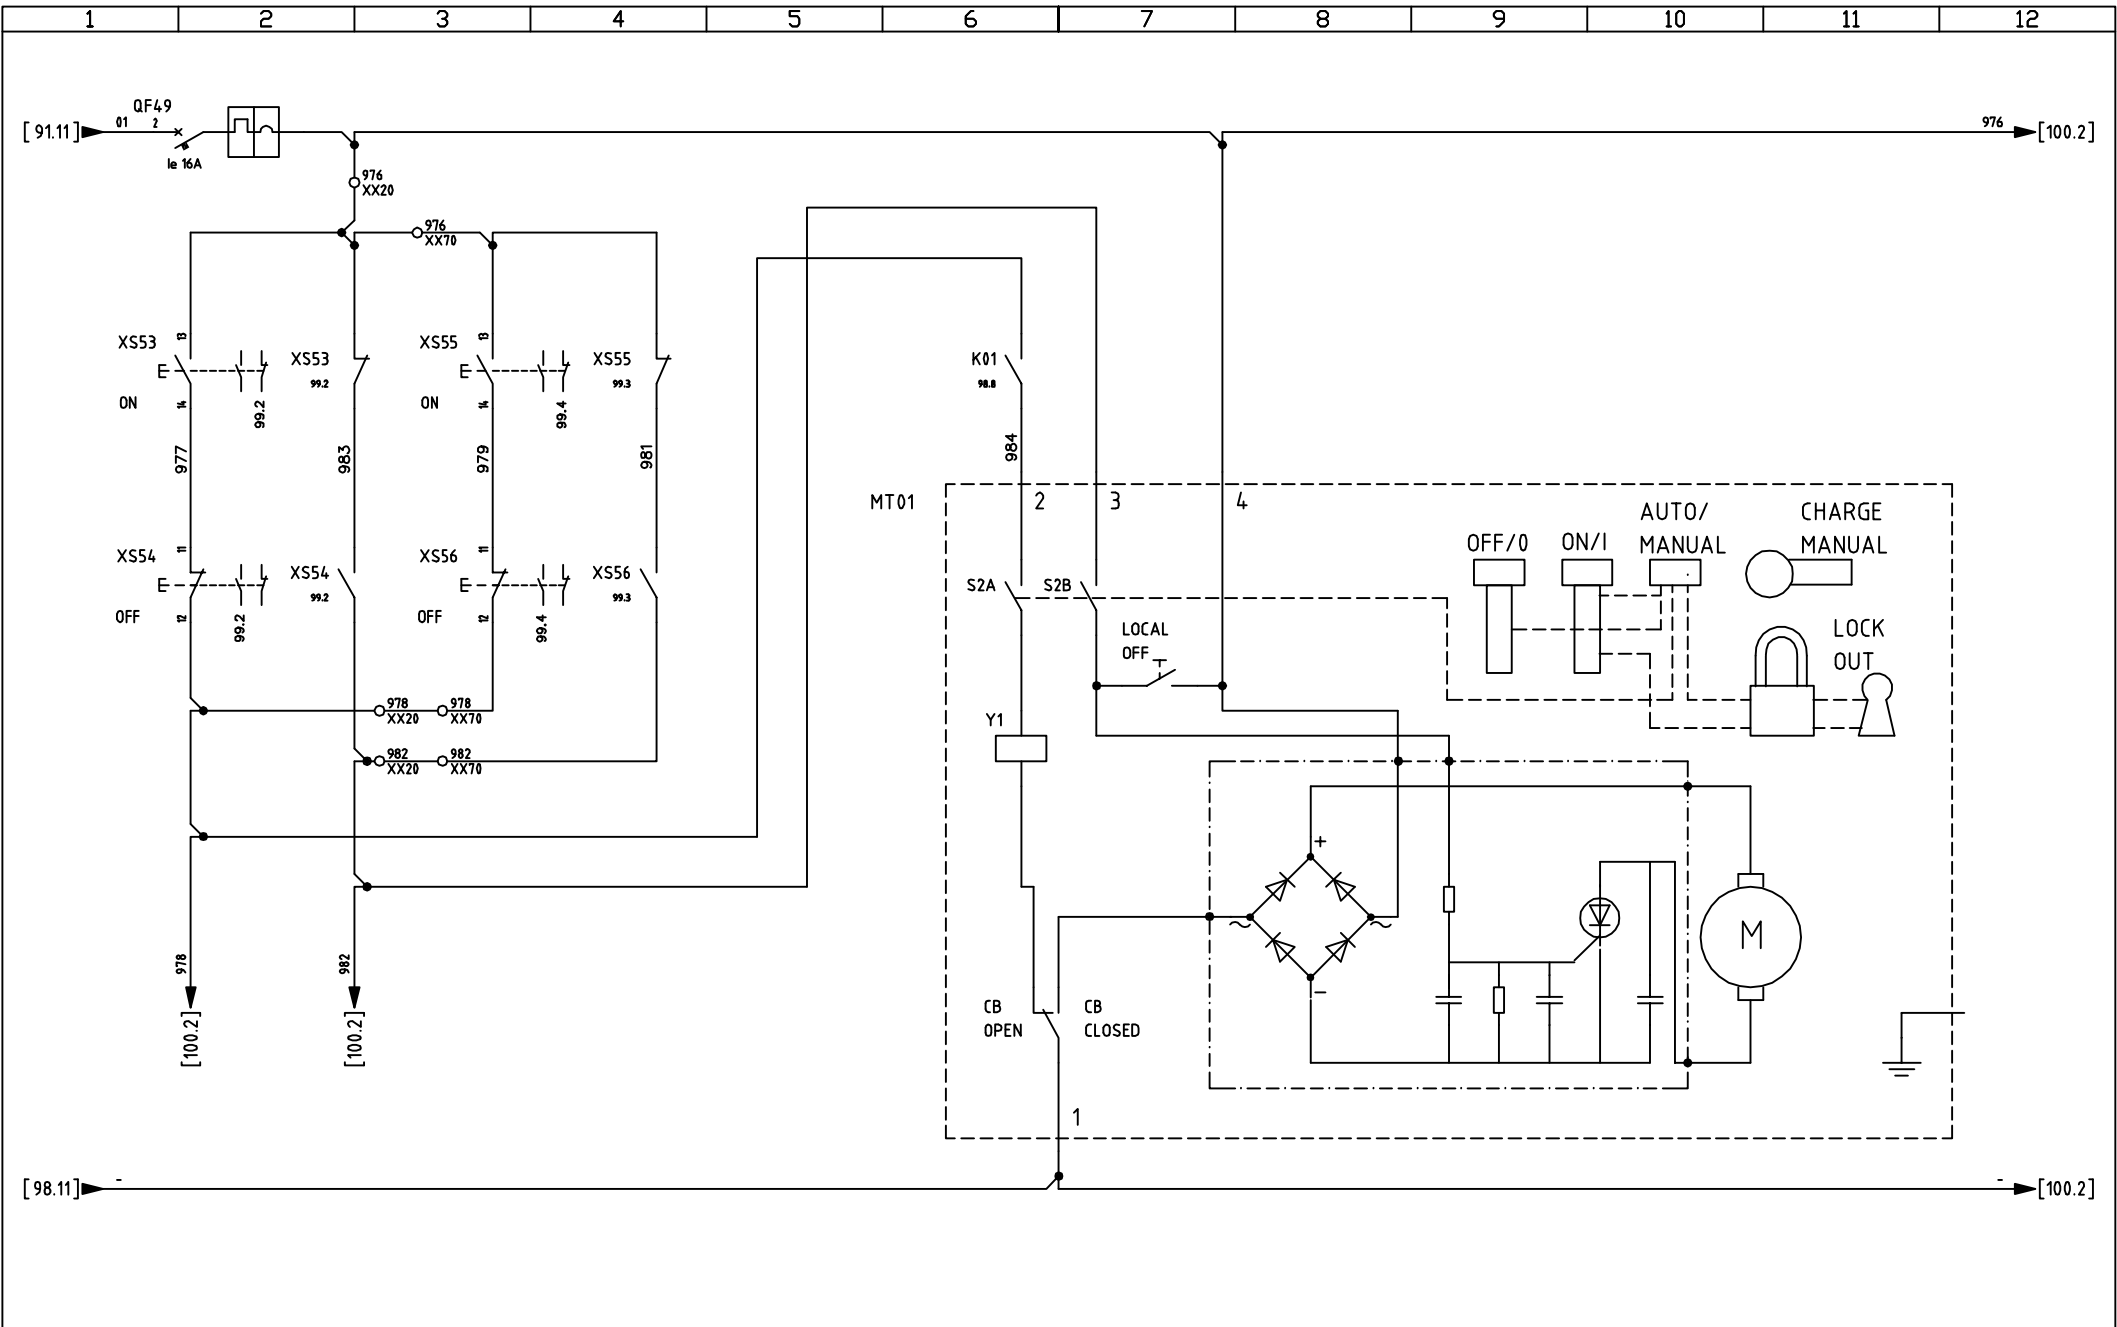 1 2 3 4 5 6 7 8 9 10 11 12
QF49
[91.11] 01 2
976 [100.2]
Ie 16A
976
XX20
976
XX70
XS53 13
XS53
99.2
ON 14
99.2
XS55 13
XS55
99.3
ON 14
99.4
K01
98.8
977
983
979
981
984
MT01
2
3
4
OFF/0
ON/I
AUTO/
MANUAL
CHARGE
MANUAL
XS54 11
XS54
99.2
OFF 12
99.2
XS56 11
XS56
99.3
OFF 12
99.4
S2A
S2B
LOCAL
OFF
LOCK
OUT
978
XX20
978
XX70
982
XX20
982
XX70
Y1
+
M
-
978
982
[100.2]
[100.2]
CB
OPEN
CB
CLOSED
1
[98.11] -
- [100.2]